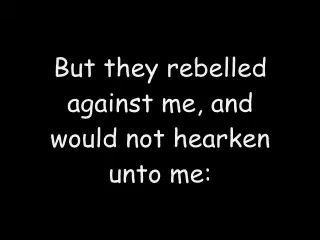 But they rebelled
against me, and
would not hearken
unto me: